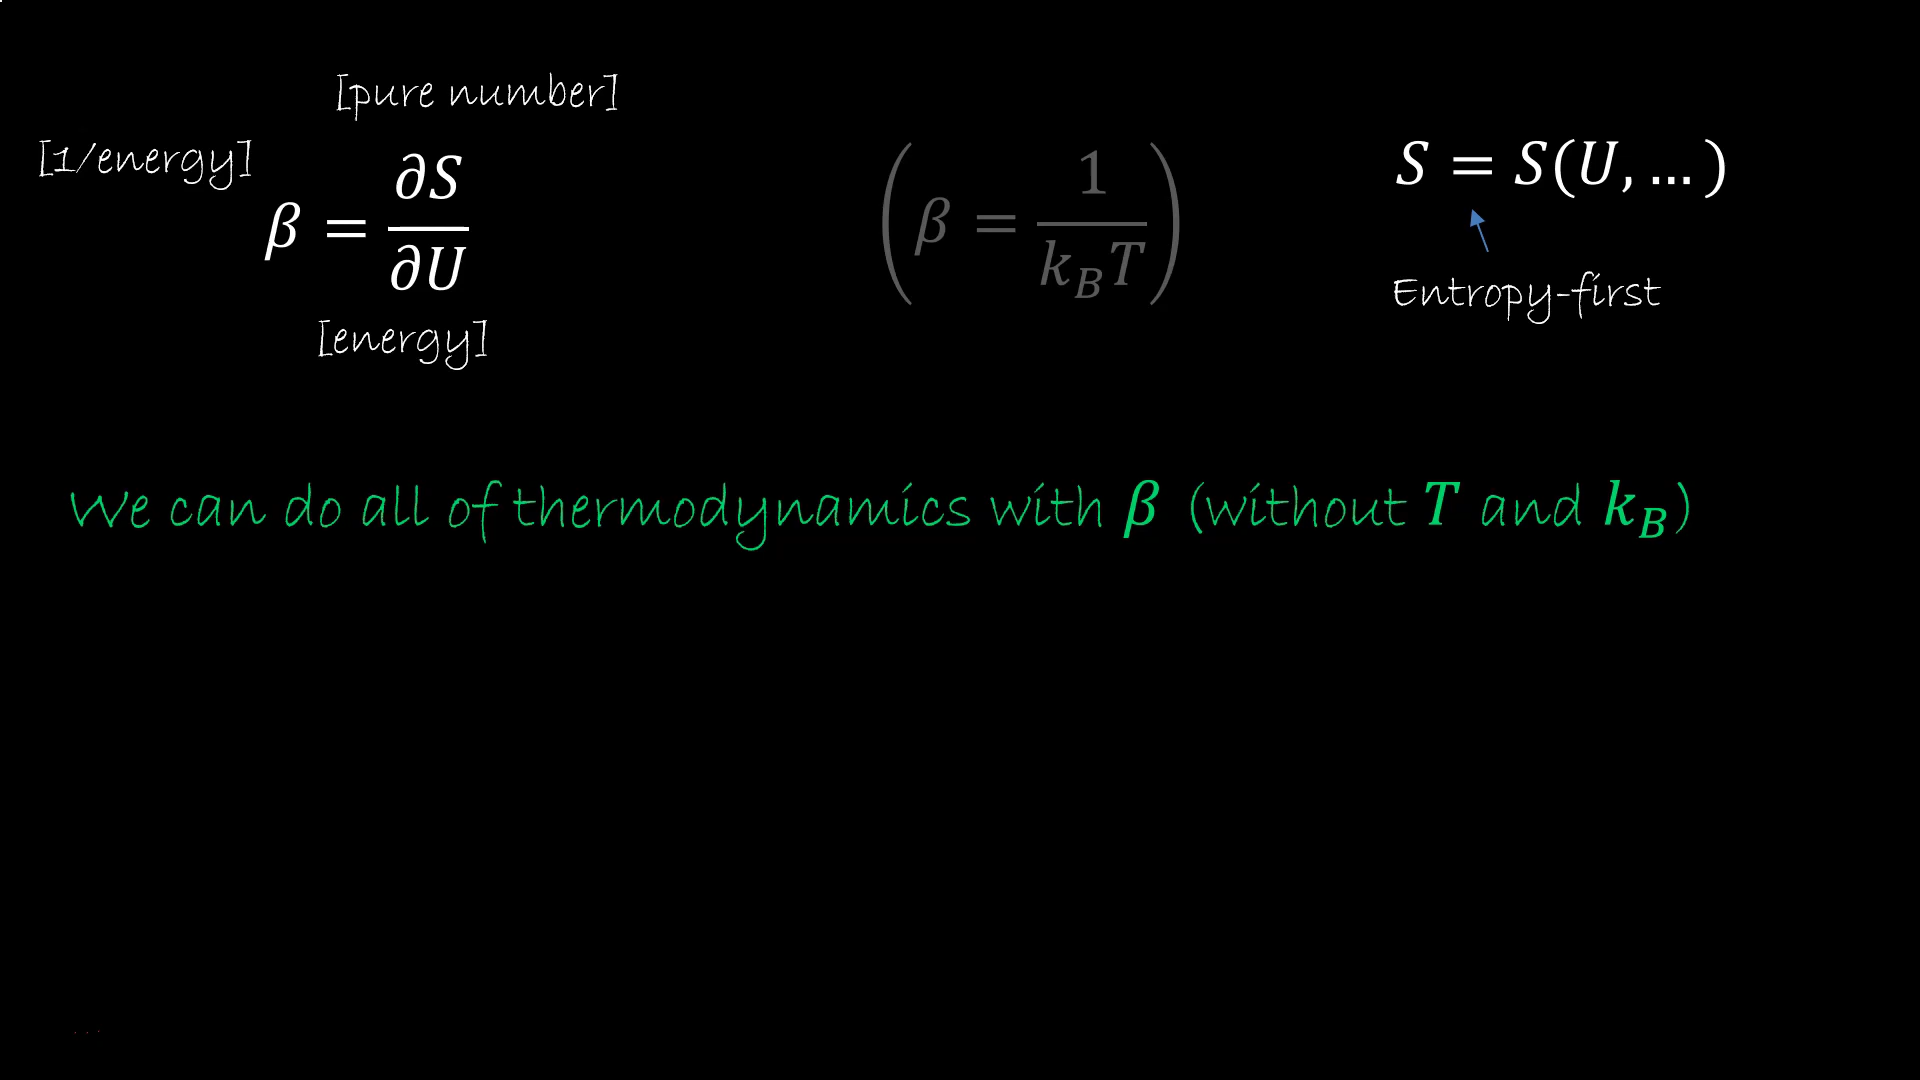 [pure number]
[1/energy]
β = ∂S/∂U
[energy]
(β = 1/(k_B T))
S = S(U, … )
Entropy-first
We can do all of thermodynamics with β (without T and k_B)
. . .